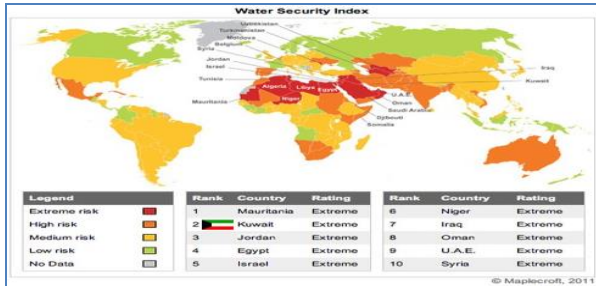 Water Security Index
Uzbekistan
Turkmenistan
Moldova
Belgium
Syria
Jordan
Israel
Tunisia
Mauritania
Algeria
Libya
Egypt
Niger
Iraq
Kuwait
U.A.E.
Oman
Saudi Arabia
Djibouti
Somalia
Legend
Extreme risk
High risk
Medium risk
Low risk
No Data
Rank Country Rating
1 Mauritania Extreme
2 Kuwait Extreme
3 Jordan Extreme
4 Egypt Extreme
5 Israel Extreme
Rank Country Rating
6 Niger Extreme
7 Iraq Extreme
8 Oman Extreme
9 U.A.E. Extreme
10 Syria Extreme
© Maplecroft, 2011